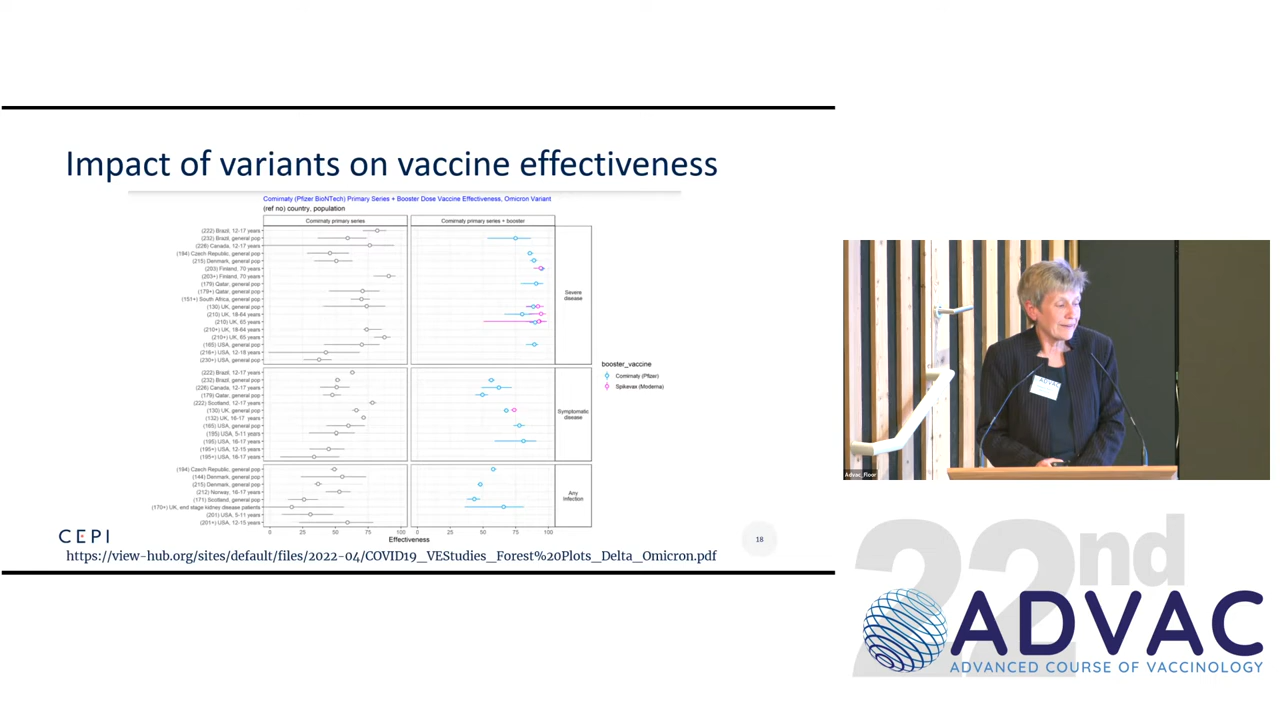 Impact of variants on vaccine effectiveness
Comirnaty (Pfizer BioNTech) Primary Series + Booster Dose Vaccine Effectiveness, Omicron Variant
(ref no) country, population
Comirnaty primary series
Comirnaty primary series + booster
(222) Brazil, 12-17 years
(232) Brazil, general pop
(228) Canada, 12-17 years
(194) Czech Republic, general pop
(215) Denmark, general pop
(203) Finland, 70 years
(203+) Finland, 70 years
(179) Qatar, general pop
(179+) Qatar, general pop
(151+) South Africa, general pop
(130) UK, general pop
(210) UK, 18-64 years
(210) UK, 65 years
(210+) UK, 18-64 years
(210+) UK, 65 years
(165) USA, general pop
(216+) USA, 12-18 years
(230+) USA, general pop
Severe
disease
(222) Brazil, 12-17 years
(232) Brazil, general pop
(226) Canada, 12-17 years
(179) Qatar, general pop
(222) Scotland, 12-17 years
(130) UK, general pop
(132) UK, 16-17 years
(165) USA, general pop
(195) USA, 5-11 years
(195) USA, 16-17 years
(195+) USA, 12-15 years
(195+) USA, 16-17 years
Symptomatic
disease
(194) Czech Republic, general pop
(144) Denmark, general pop
(215) Denmark, general pop
(212) Norway, 16-17 years
(171) Scotland, general pop
(170+) UK, end stage kidney disease patients
(201) USA, 5-11 years
(201+) USA, 12-15 years
Any
Infection
0 25 50 75 100 0 25 50 75 100
Effectiveness
booster_vaccine
Comirnaty (Pfizer)
Spikevax (Moderna)
CEPI
18
https://view-hub.org/sites/default/files/2022-04/COVID19_VEStudies_Forest%20Plots_Delta_Omicron.pdf
ADVAC
Advac_Floor
22nd
ADVAC
ADVANCED COURSE OF VACCINOLOGY